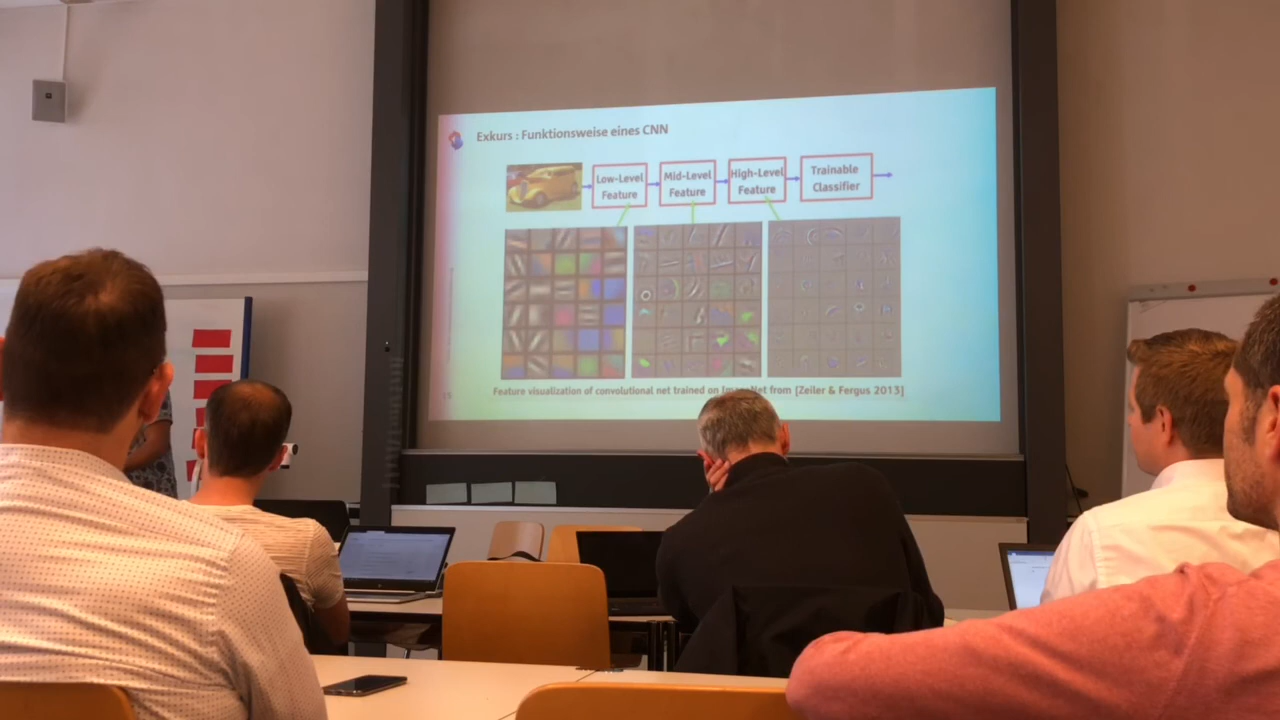 Exkurs : Funktionsweise eines CNN
Low-Level
Feature
Mid-Level
Feature
High-Level
Feature
Trainable
Classifier
Feature visualization of convolutional net trained on ImageNet from [Zeiler & Fergus 2013]